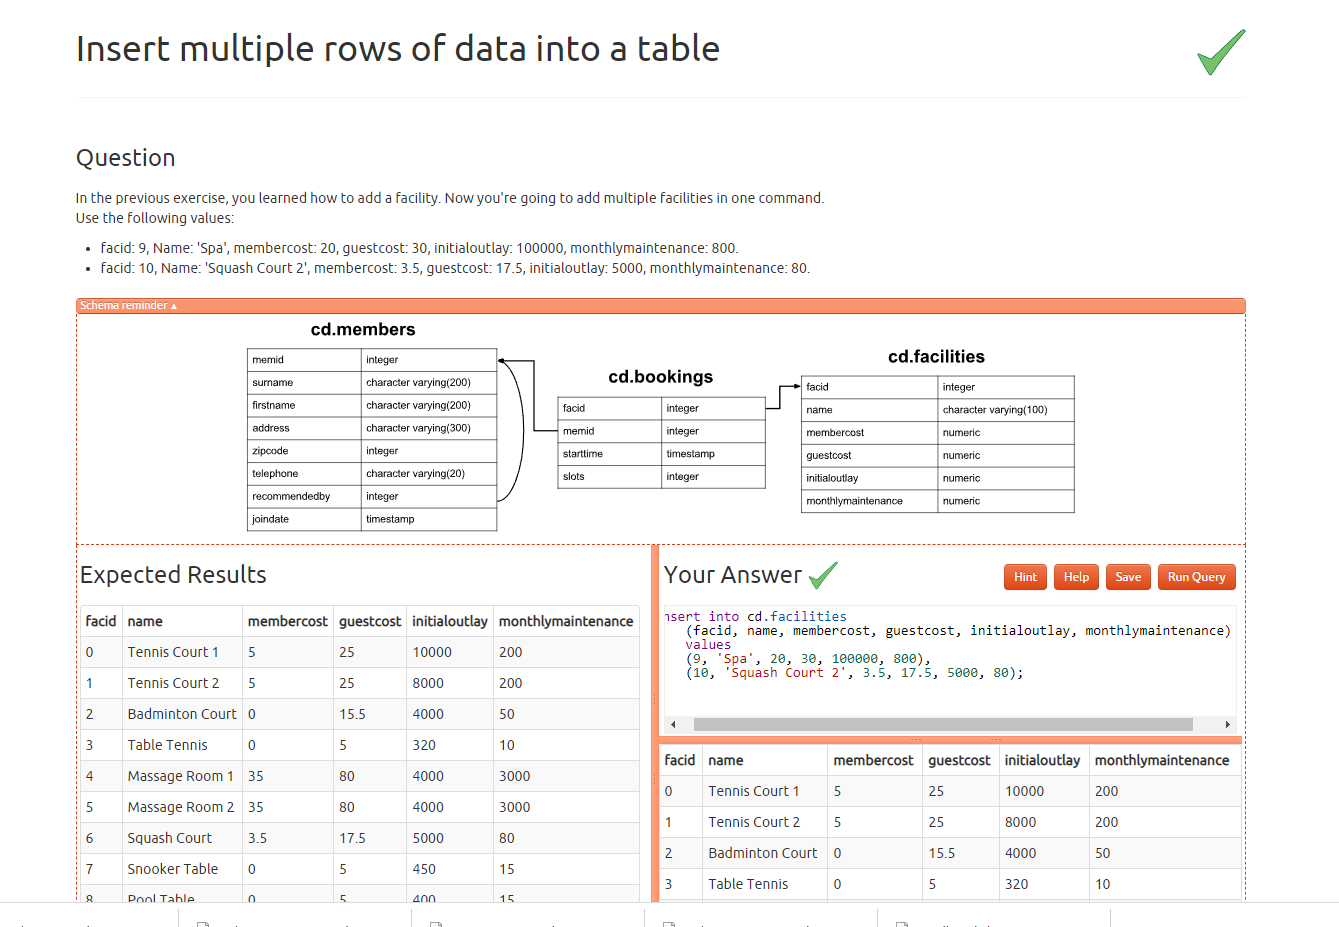 Insert multiple rows of data into a table
Question
In the previous exercise, you learned how to add a facility. Now you're going to add multiple facilities in one command.
Use the following values:
• facid: 9, Name: 'Spa', membercost: 20, guestcost: 30, initialoutlay: 100000, monthlymaintenance: 800.
• facid: 10, Name: 'Squash Court 2', membercost: 3.5, guestcost: 17.5, initialoutlay: 5000, monthlymaintenance: 80.
Schema reminder ▴
cd.members
memid integer
surname character varying(200)
firstname character varying(200)
address character varying(300)
zipcode integer
telephone character varying(20)
recommendedby integer
joindate timestamp
cd.bookings
facid integer
memid integer
starttime timestamp
slots integer
cd.facilities
facid integer
name character varying(100)
membercost numeric
guestcost numeric
initialoutlay numeric
monthlymaintenance numeric
Expected Results
facid name membercost guestcost initialoutlay monthlymaintenance
0 Tennis Court 1 5 25 10000 200
1 Tennis Court 2 5 25 8000 200
2 Badminton Court 0 15.5 4000 50
3 Table Tennis 0 5 320 10
4 Massage Room 1 35 80 4000 3000
5 Massage Room 2 35 80 4000 3000
6 Squash Court 3.5 17.5 5000 80
7 Snooker Table 0 5 450 15
8 Pool Table 0 5 400 15
Your Answer
Hint Help Save Run Query
nsert into cd.facilities
(facid, name, membercost, guestcost, initialoutlay, monthlymaintenance)
values
(9, 'Spa', 20, 30, 100000, 800),
(10, 'Squash Court 2', 3.5, 17.5, 5000, 80);
facid name membercost guestcost initialoutlay monthlymaintenance
0 Tennis Court 1 5 25 10000 200
1 Tennis Court 2 5 25 8000 200
2 Badminton Court 0 15.5 4000 50
3 Table Tennis 0 5 320 10